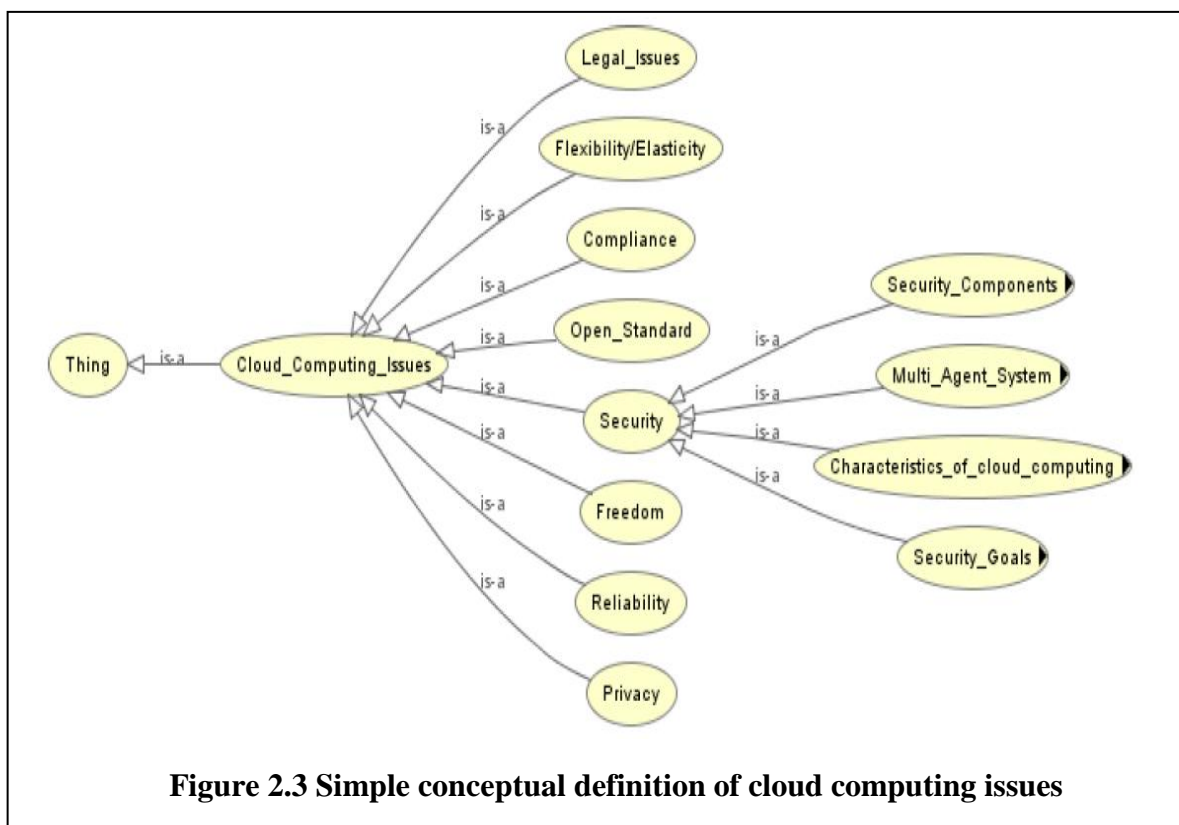 Legal_Issues
is-a
Flexibility/Elasticity
is-a
Compliance
is-a
Open_Standard
is-a
Thing
is-a
Cloud_Computing_Issues
is-a
Security
is-a
Freedom
is-a
Reliability
is-a
Privacy
is-a
Security_Components
is-a
Multi_Agent_System
is-a
Characteristics_of_cloud_computing
is-a
Security_Goals
Figure 2.3 Simple conceptual definition of cloud computing issues